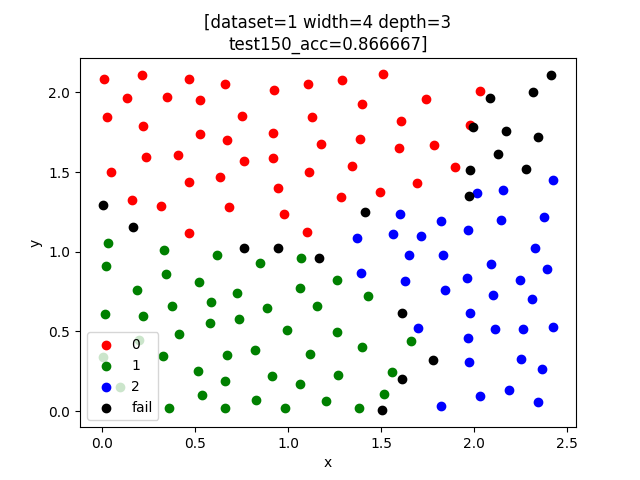 [dataset=1 width=4 depth=3
test150_acc=0.866667]
y
2.0
1.5
1.0
0.5
0.0
0
1
2
fail
0.0 0.5 1.0 1.5 2.0 2.5
x